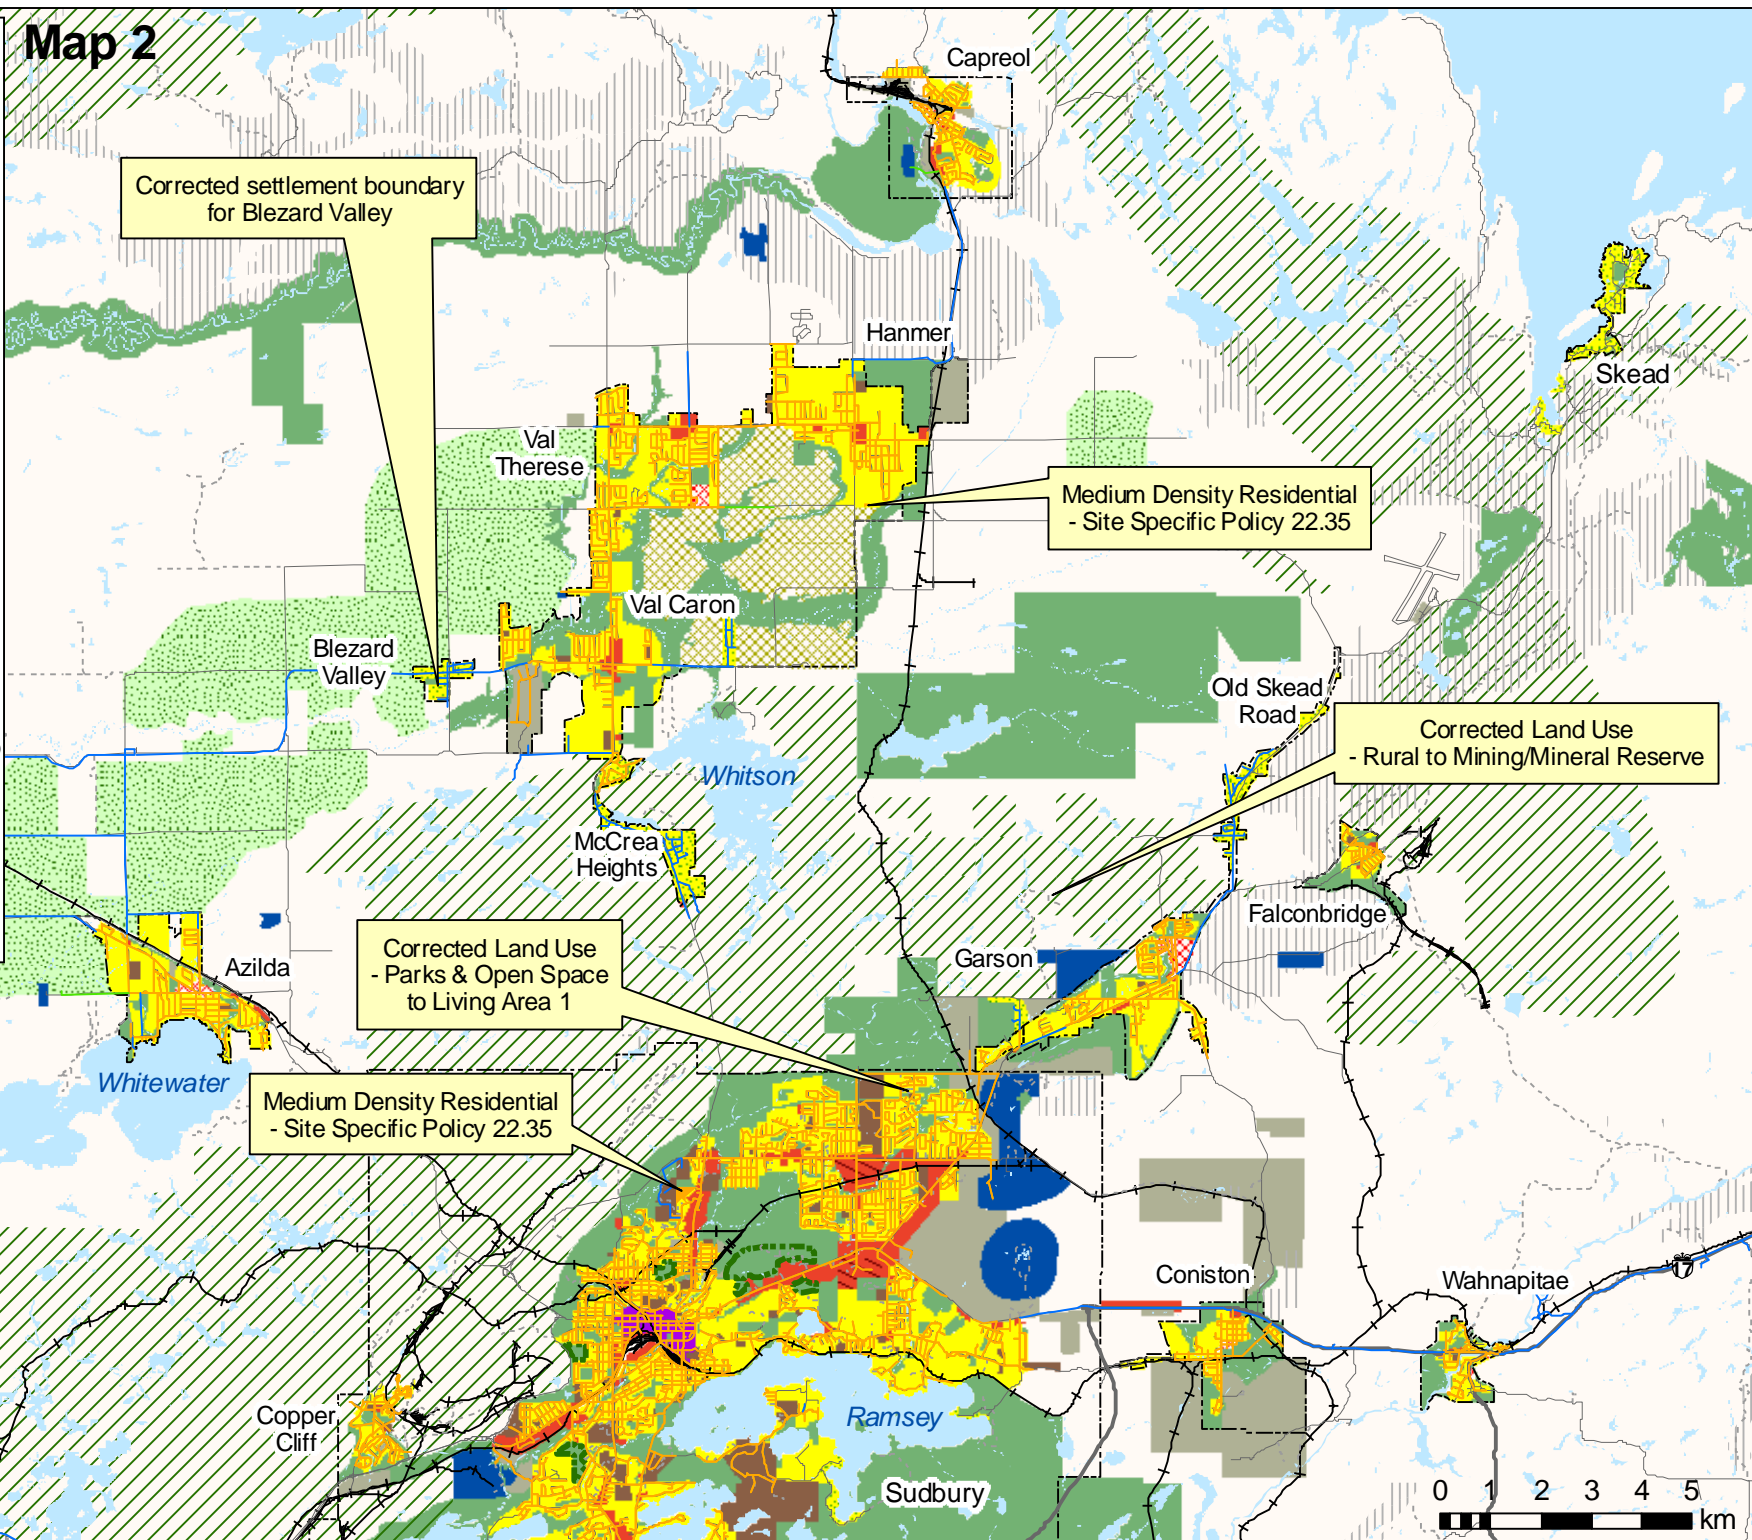 Map 2
Capreol
Corrected settlement boundary
for Blezard Valley
Hanmer
Skead
Val
Therese
Medium Density Residential
- Site Specific Policy 22.35
Val Caron
Blezard
Valley
Old Skead
Road
Corrected Land Use
- Rural to Mining/Mineral Reserve
Whitson
McCrea
Heights
Falconbridge
Corrected Land Use
- Parks & Open Space
to Living Area 1
Garson
Azilda
Whitewater
Medium Density Residential
- Site Specific Policy 22.35
Coniston
Wahnapitae
17
Copper
Cliff
Ramsey
Sudbury
0 1 2 3 4 5
km